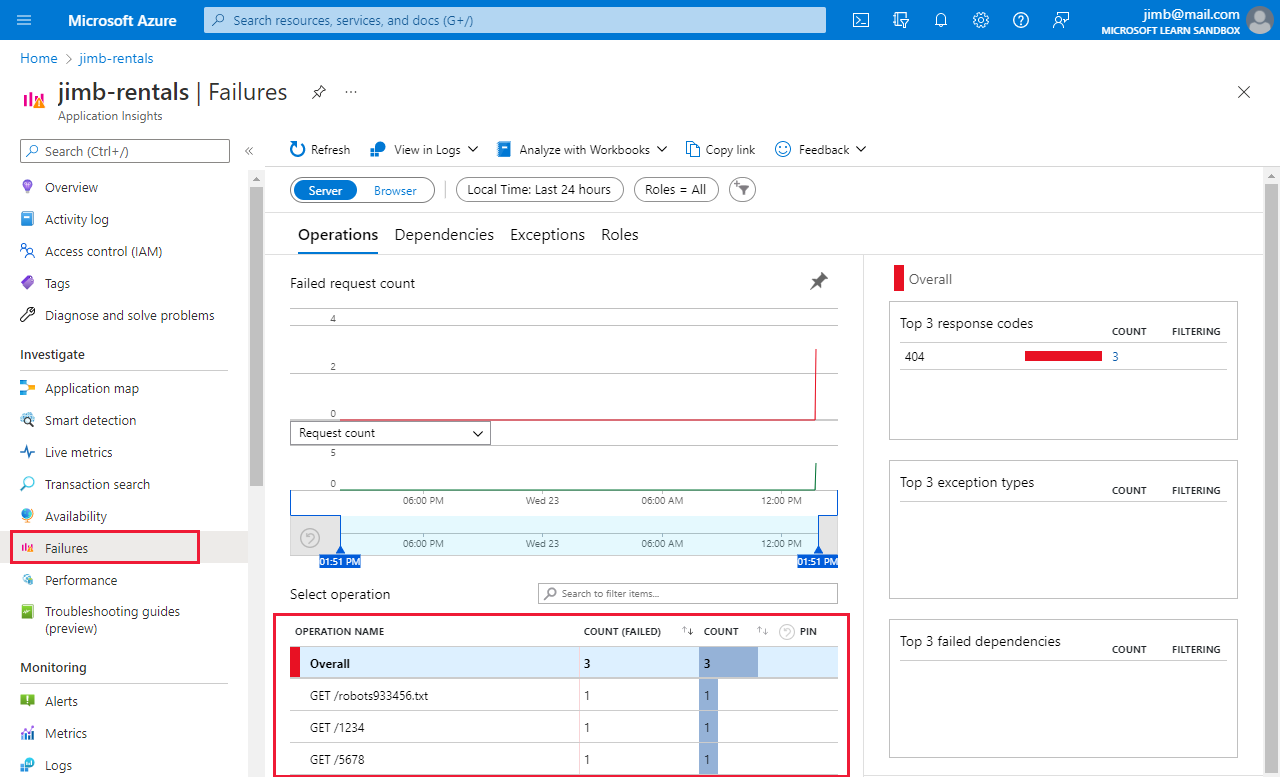 Microsoft Azure
Search resources, services, and docs (G+/)
jimb@mail.com
MICROSOFT LEARN SANDBOX
Home > jimb-rentals
jimb-rentals | Failures
...
Application Insights
Search (Ctrl+/)
«
Overview
Activity log
Access control (IAM)
Tags
Diagnose and solve problems
Investigate
Application map
Smart detection
Live metrics
Transaction search
Availability
Failures
Performance
Troubleshooting guides
(preview)
Monitoring
Alerts
Metrics
Logs
Refresh
View in Logs
Analyze with Workbooks
Copy link
Feedback
Server
Browser
Local Time: Last 24 hours
Roles = All
Operations
Dependencies
Exceptions
Roles
Failed request count
4
2
0
Request count
5
0
06:00 PM Wed 23 06:00 AM 12:00 PM
06:00 PM Wed 23 06:00 AM 12:00 PM
01:51 PM 01:51 PM
Select operation
Search to filter items...
OPERATION NAME COUNT (FAILED) COUNT PIN
Overall 3 3
GET /robots933456.txt 1 1
GET /1234 1 1
GET /5678 1 1
Overall
Top 3 response codes COUNT FILTERING
404 3
Top 3 exception types COUNT FILTERING
Top 3 failed dependencies COUNT FILTERING